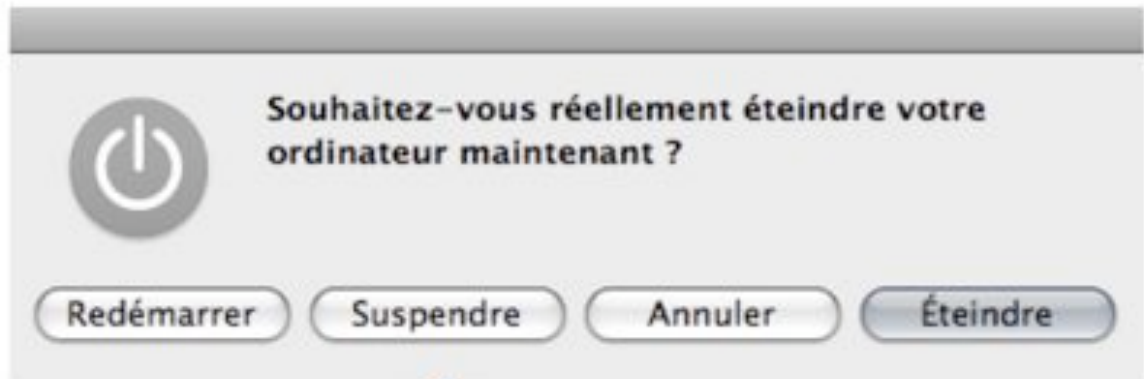 Souhaitez-vous réellement éteindre votre
ordinateur maintenant ?
Redémarrer Suspendre Annuler Éteindre